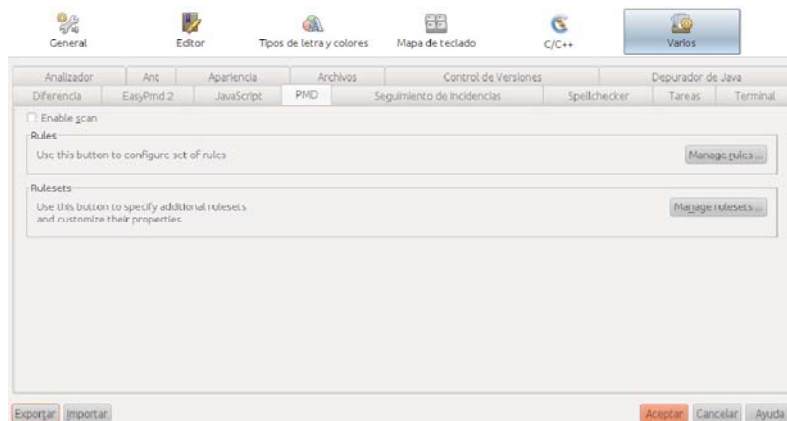 General
Editor
Tipos de letra y colores
Mapa de teclado
C/C++
Varios
Analizador
Ant
Apariencia
Archivos
Control de Versiones
Depurador de Java
Diferencia
EasyPmd 2
JavaScript
PMD
Seguimiento de Incidencias
Spellchecker
Tareas
Terminal
Enable scan
Rules
Use this button to configure set of rules
Manage rules ...
Rulesets
Use this button to specify additional rulesets
Manage rulesets ...
and customize their properties
Exportar
Importar
Aceptar
Cancelar
Ayuda